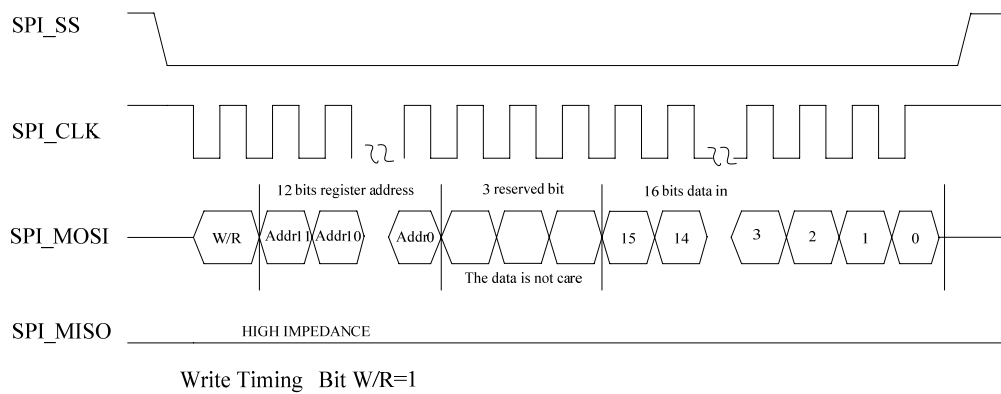 SPI_SS
SPI_CLK
12 bits register address 3 reserved bit 16 bits data in
SPI_MOSI W/R Addr11 Addr10 Addr0 15 14 3 2 1 0
The data is not care
SPI_MISO HIGH IMPEDANCE
Write Timing Bit W/R=1